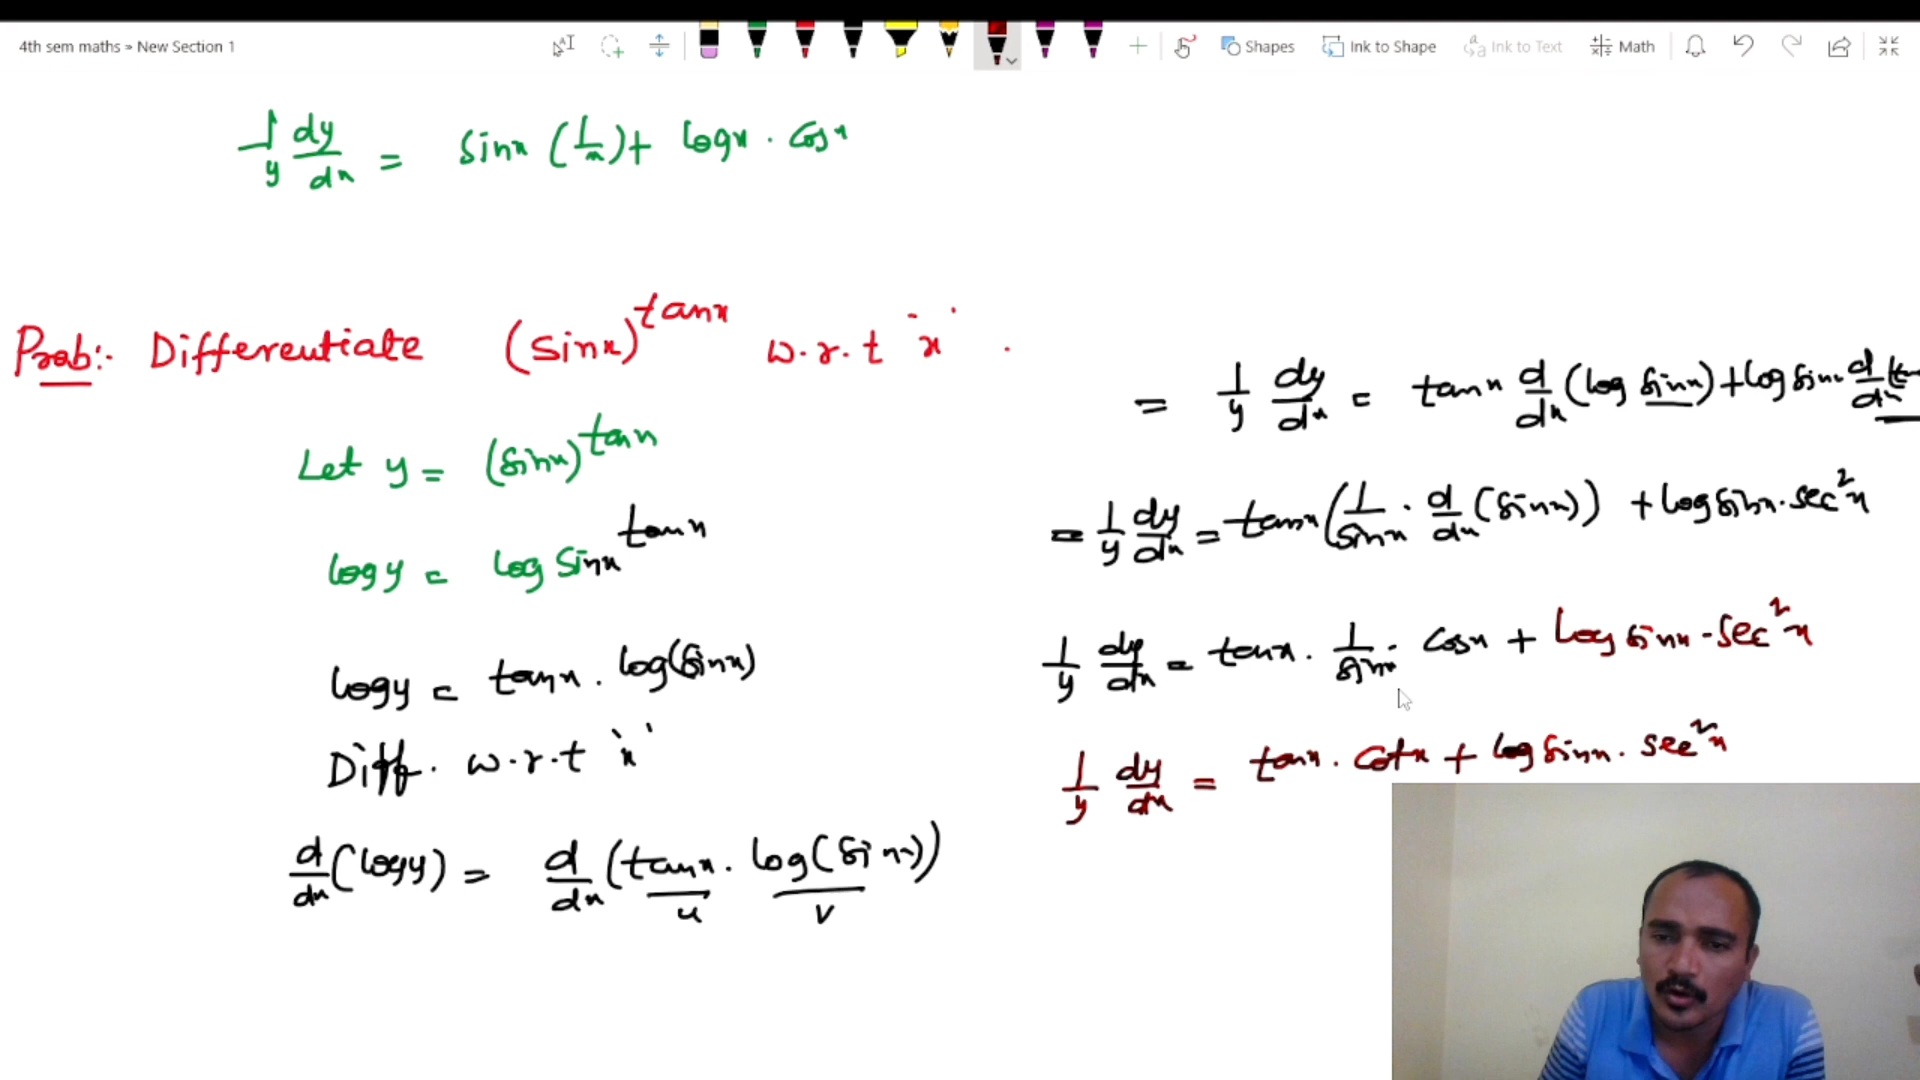 4th sem maths » New Section 1
Shapes Ink to Shape Ink to Text Math
1/y dy/dx = sinx (1/x) + logx . cosx
Prob:- Differentiate (sinx)^tanx w.r.t 'x' .
Let y = (sinx)^tanx
logy = log sinx^tanx
logy = tanx . log(sinx)
Diff. w.r.t 'x'
d/dx (logy) = d/dx (tanx . log(sinx))
u v
= 1/y dy/dx = tanx d/dx (log sinx) + log sinx d/dx
= 1/y dy/dx = tanx (1/sinx . d/dx (sinx)) + log sinx . sec²x
1/y dy/dx = tanx . 1/sinx . cosx + log sinx . sec²x
1/y dy/dx = tanx . cotx + log sinx . sec²x